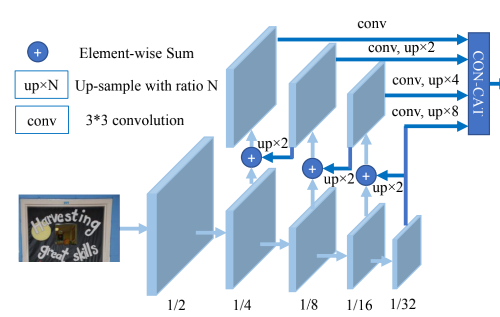 conv
Element-wise Sum
conv, up×2
up×N Up-sample with ratio N
conv, up×4
conv 3*3 convolution
conv, up×8
CON-CAT
up×2
up×2
up×2
Harvesting
great skills
1/2
1/4
1/8
1/16
1/32